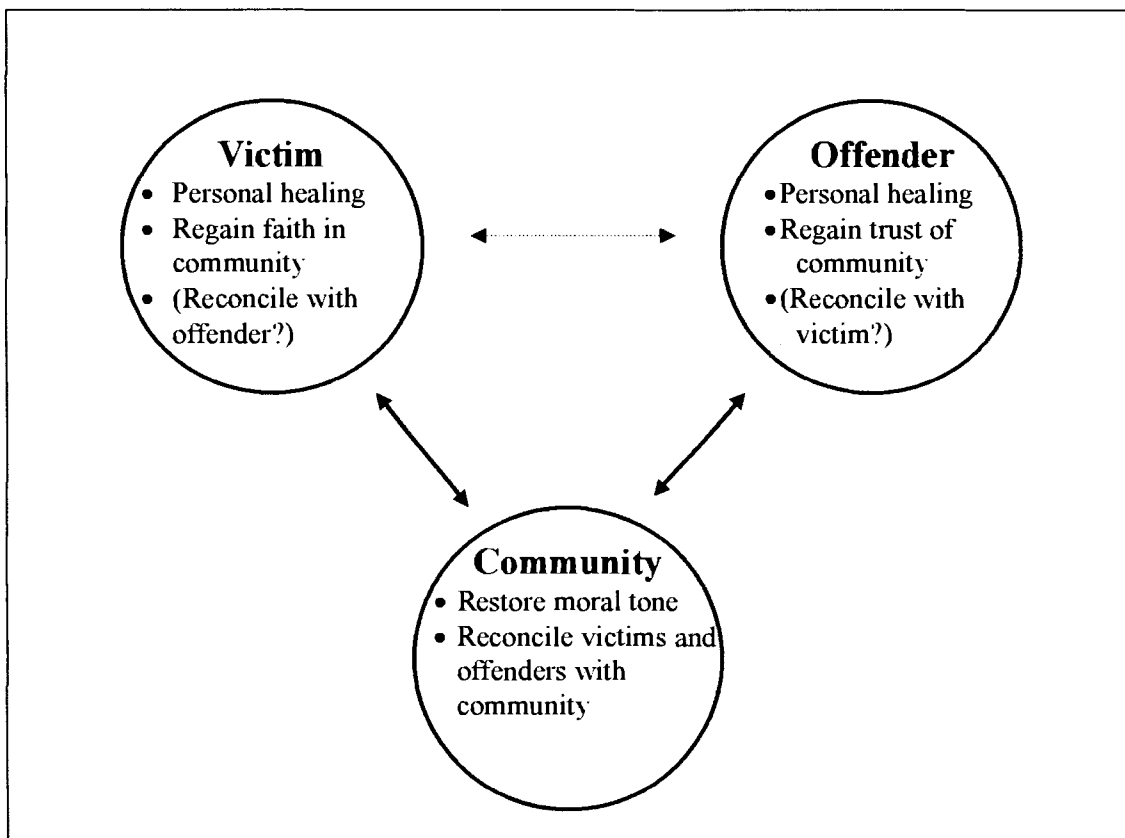 Victim
• Personal healing
• Regain faith in
community
• (Reconcile with
offender?)
Offender
• Personal healing
• Regain trust of
community
• (Reconcile with
victim?)
Community
• Restore moral tone
• Reconcile victims and
offenders with
community